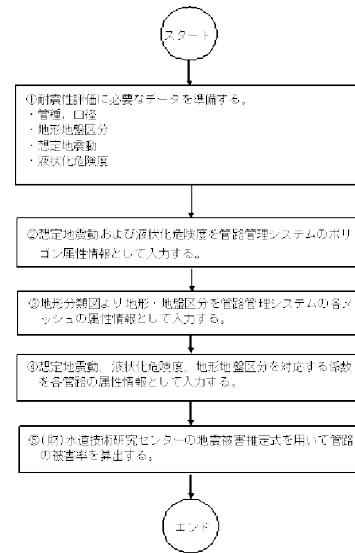 スタート
①耐震性評価に必要なデータを準備する。
・管種、口径
・地形地盤区分
・想定地震動
・液状化危険度
②想定地震動および液状化危険度を管路管理システムのポリ
ゴン属性情報として入力する。
③地形分類図より地形・地盤区分を管路管理システムの各メ
ッシュの属性情報として入力する。
④想定地震動、液状化危険度、地形地盤区分を対応する係数
を各管路の属性情報として入力する。
⑤(財)水道技術研究センターの地震被害推定式を用いて管路
の被害率を算出する。
エンド